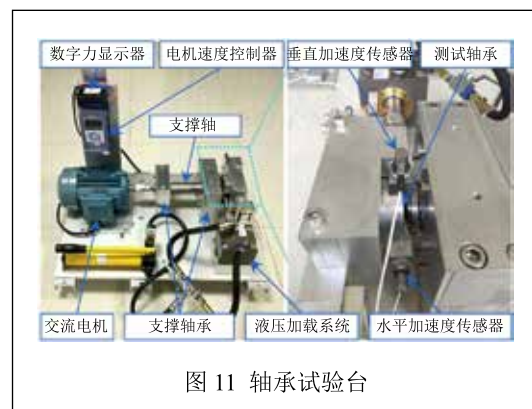 数字力显示器 电机速度控制器 垂直加速度传感器 测试轴承
支撑轴
交流电机 支撑轴承 液压加载系统 水平加速度传感器
图 11 轴承试验台